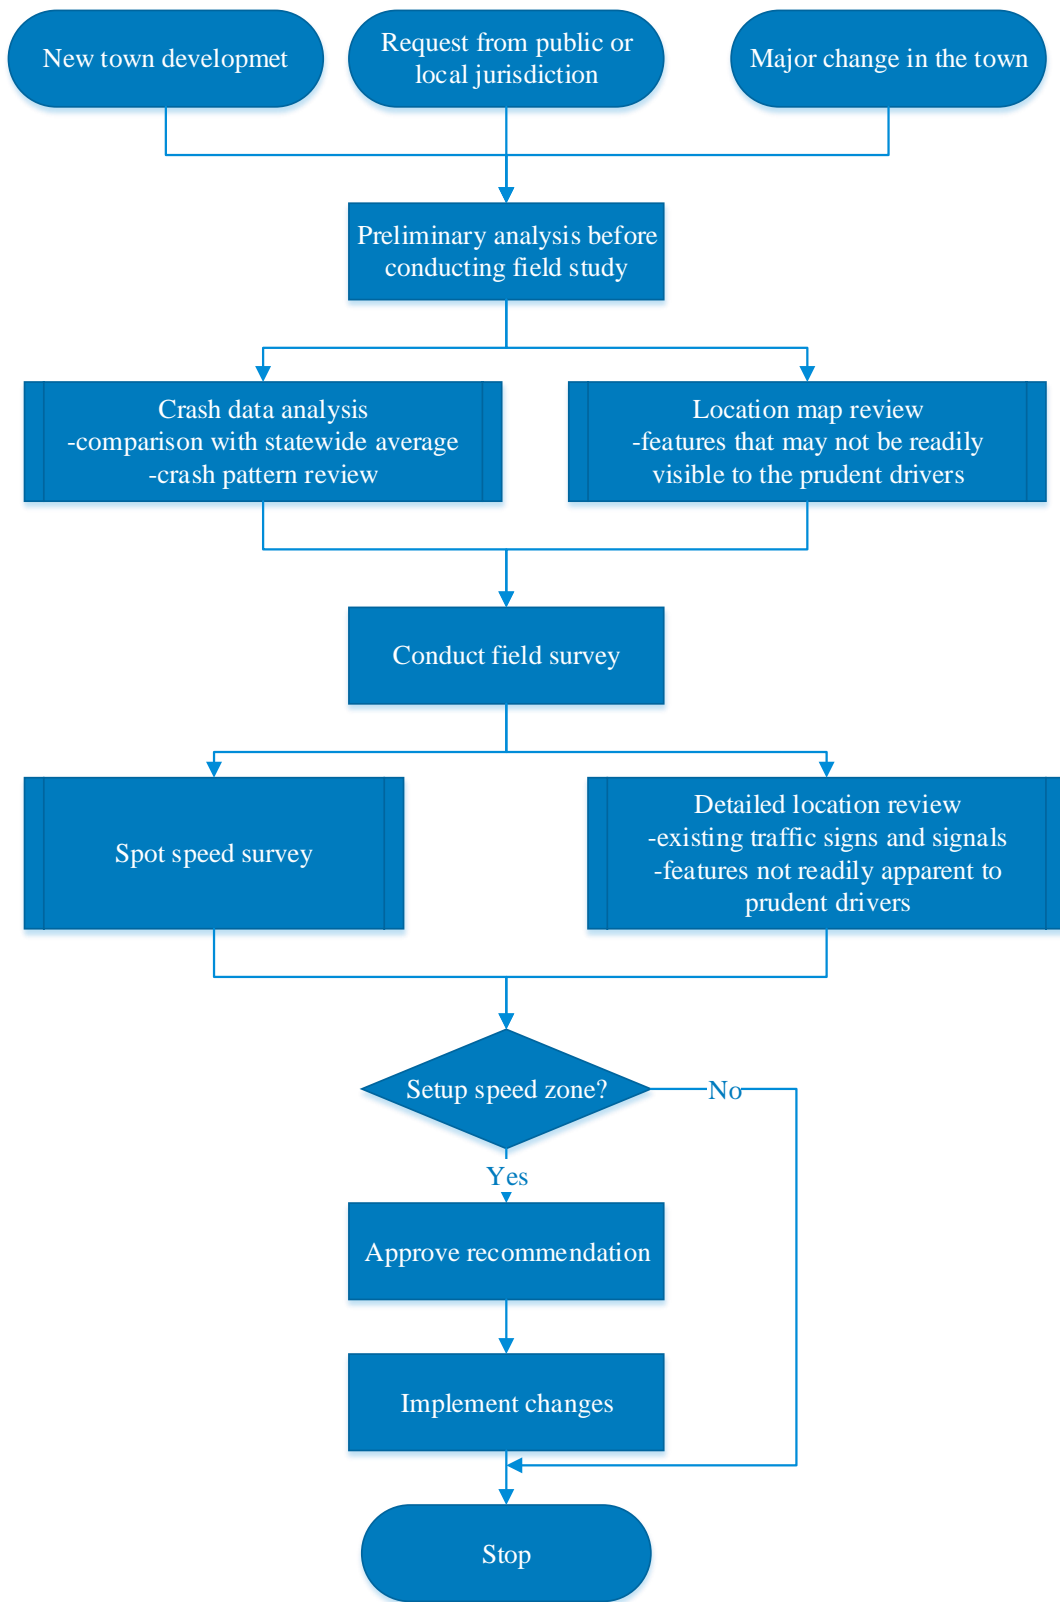 New town developmet
Request from public or
local jurisdiction
Major change in the town
Preliminary analysis before
conducting field study
Crash data analysis
-comparison with statewide average
-crash pattern review
Location map review
-features that may not be readily
visible to the prudent drivers
Conduct field survey
Spot speed survey
Detailed location review
-existing traffic signs and signals
-features not readily apparent to
prudent drivers
Setup speed zone?
No
Yes
Approve recommendation
Implement changes
Stop